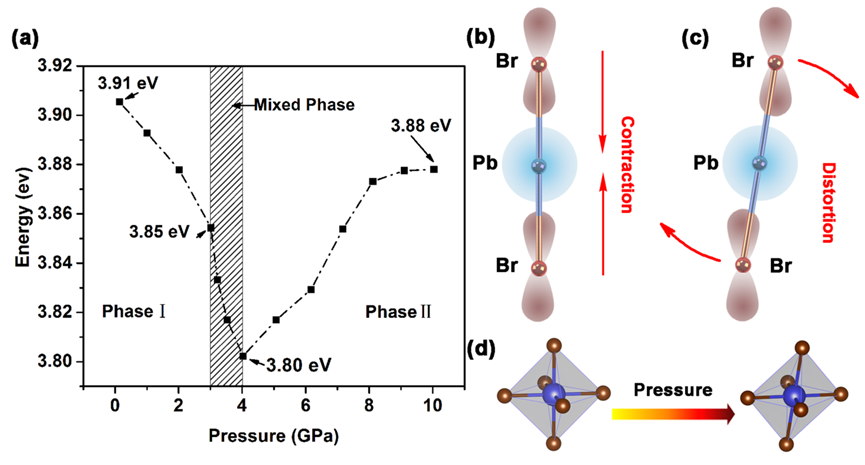 (a)
3.92
3.90
3.88
3.86
3.84
3.82
3.80
Energy (ev)
3.91 eV
3.85 eV
Mixed Phase
3.88 eV
3.80 eV
Phase Ⅰ
Phase Ⅱ
0 2 4 6 8 10
Pressure (GPa)
(b)
Br
Pb
Br
Contraction
(c)
Br
Pb
Br
Distortion
(d)
Pressure